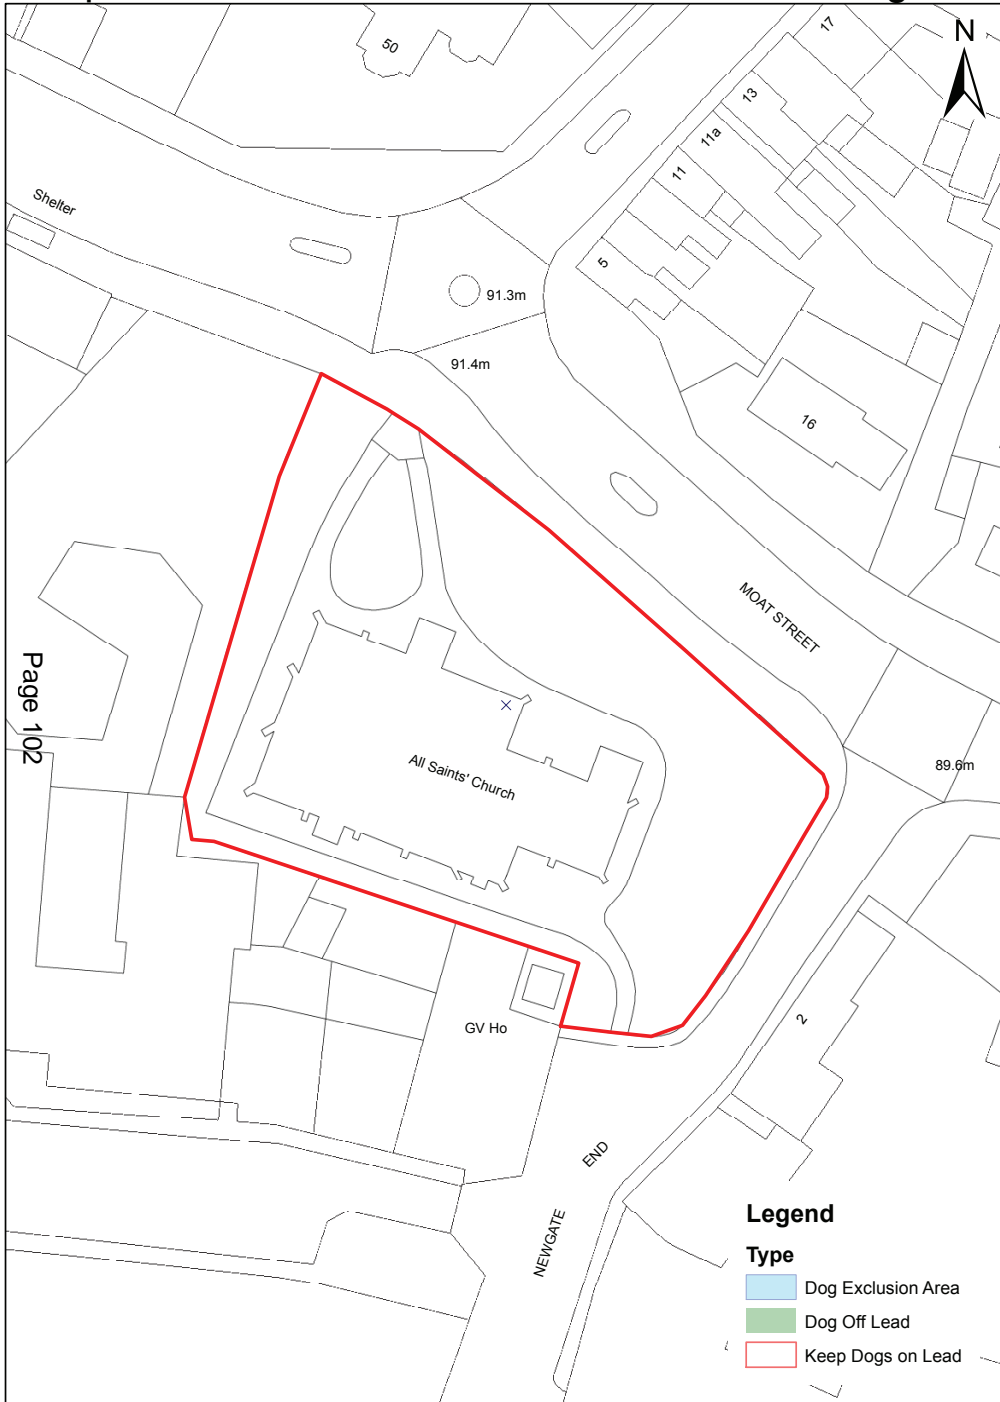 N
50
17
13
11a
11
5
Shelter
91.3m
91.4m
16
MOAT STREET
Page 102
All Saints' Church
89.6m
GV Ho
2
NEWGATE END
Legend
Type
Dog Exclusion Area
Dog Off Lead
Keep Dogs on Lead